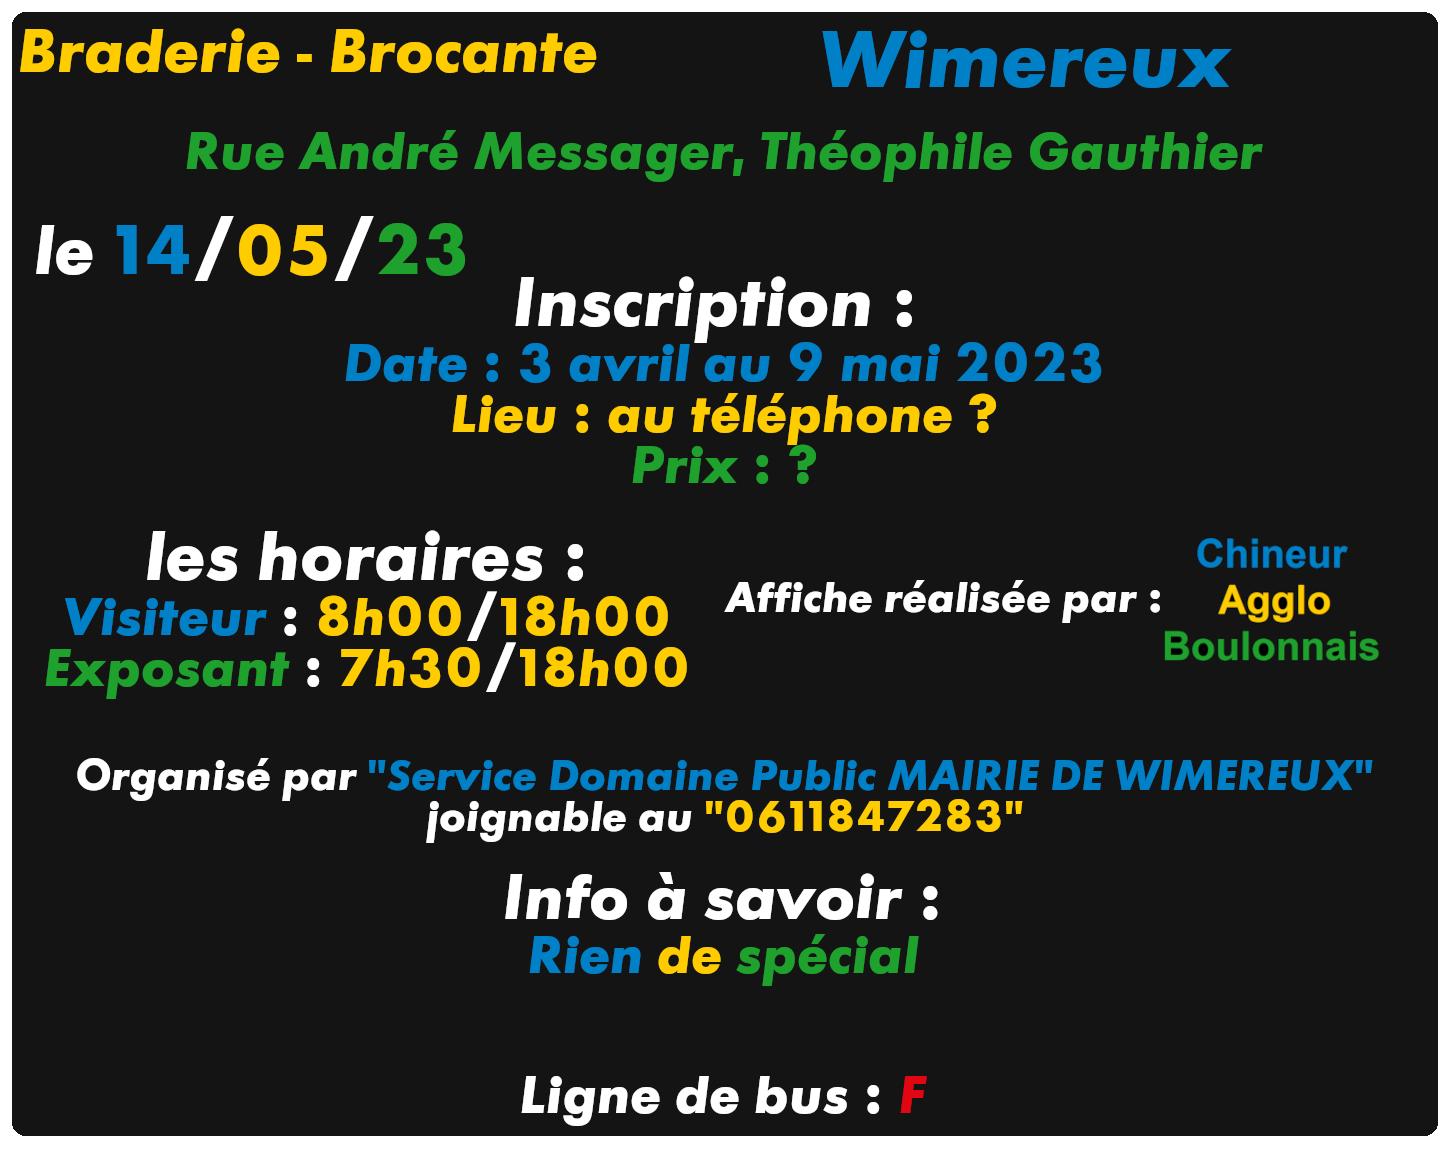 Braderie - Brocante
Wimereux
Rue André Messager, Théophile Gauthier
le 14/05/23
Inscription :
Date : 3 avril au 9 mai 2023
Lieu : au téléphone ?
Prix : ?
les horaires :
Visiteur : 8h00/18h00
Exposant : 7h30/18h00
Affiche réalisée par :
Chineur
Agglo
Boulonnais
Organisé par "Service Domaine Public MAIRIE DE WIMEREUX"
joignable au "0611847283"
Info à savoir :
Rien de spécial
Ligne de bus : F